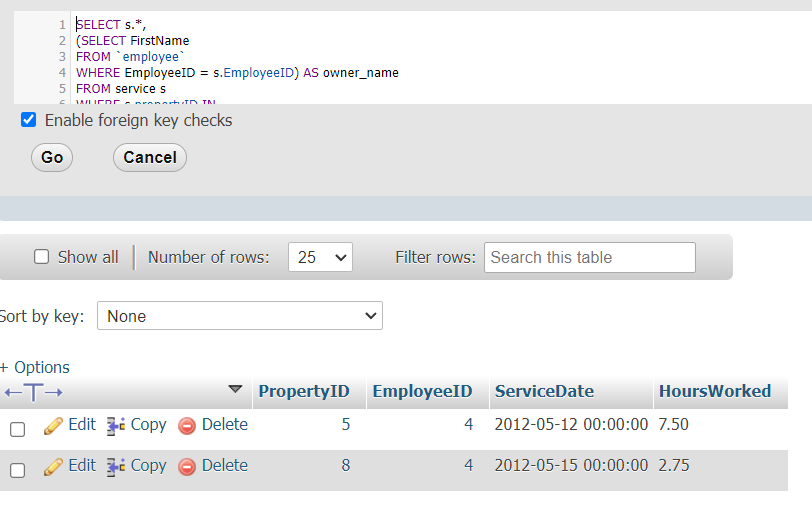 1 SELECT s.*,
2 (SELECT FirstName
3 FROM `employee`
4 WHERE EmployeeID = s.EmployeeID) AS owner_name
5 FROM service s
6 WHERE s.propertyID IN
Enable foreign key checks
Go Cancel
Show all Number of rows: 25 Filter rows: Search this table
Sort by key: None
+ Options
←T→ PropertyID EmployeeID ServiceDate HoursWorked
Edit Copy Delete 5 4 2012-05-12 00:00:00 7.50
Edit Copy Delete 8 4 2012-05-15 00:00:00 2.75